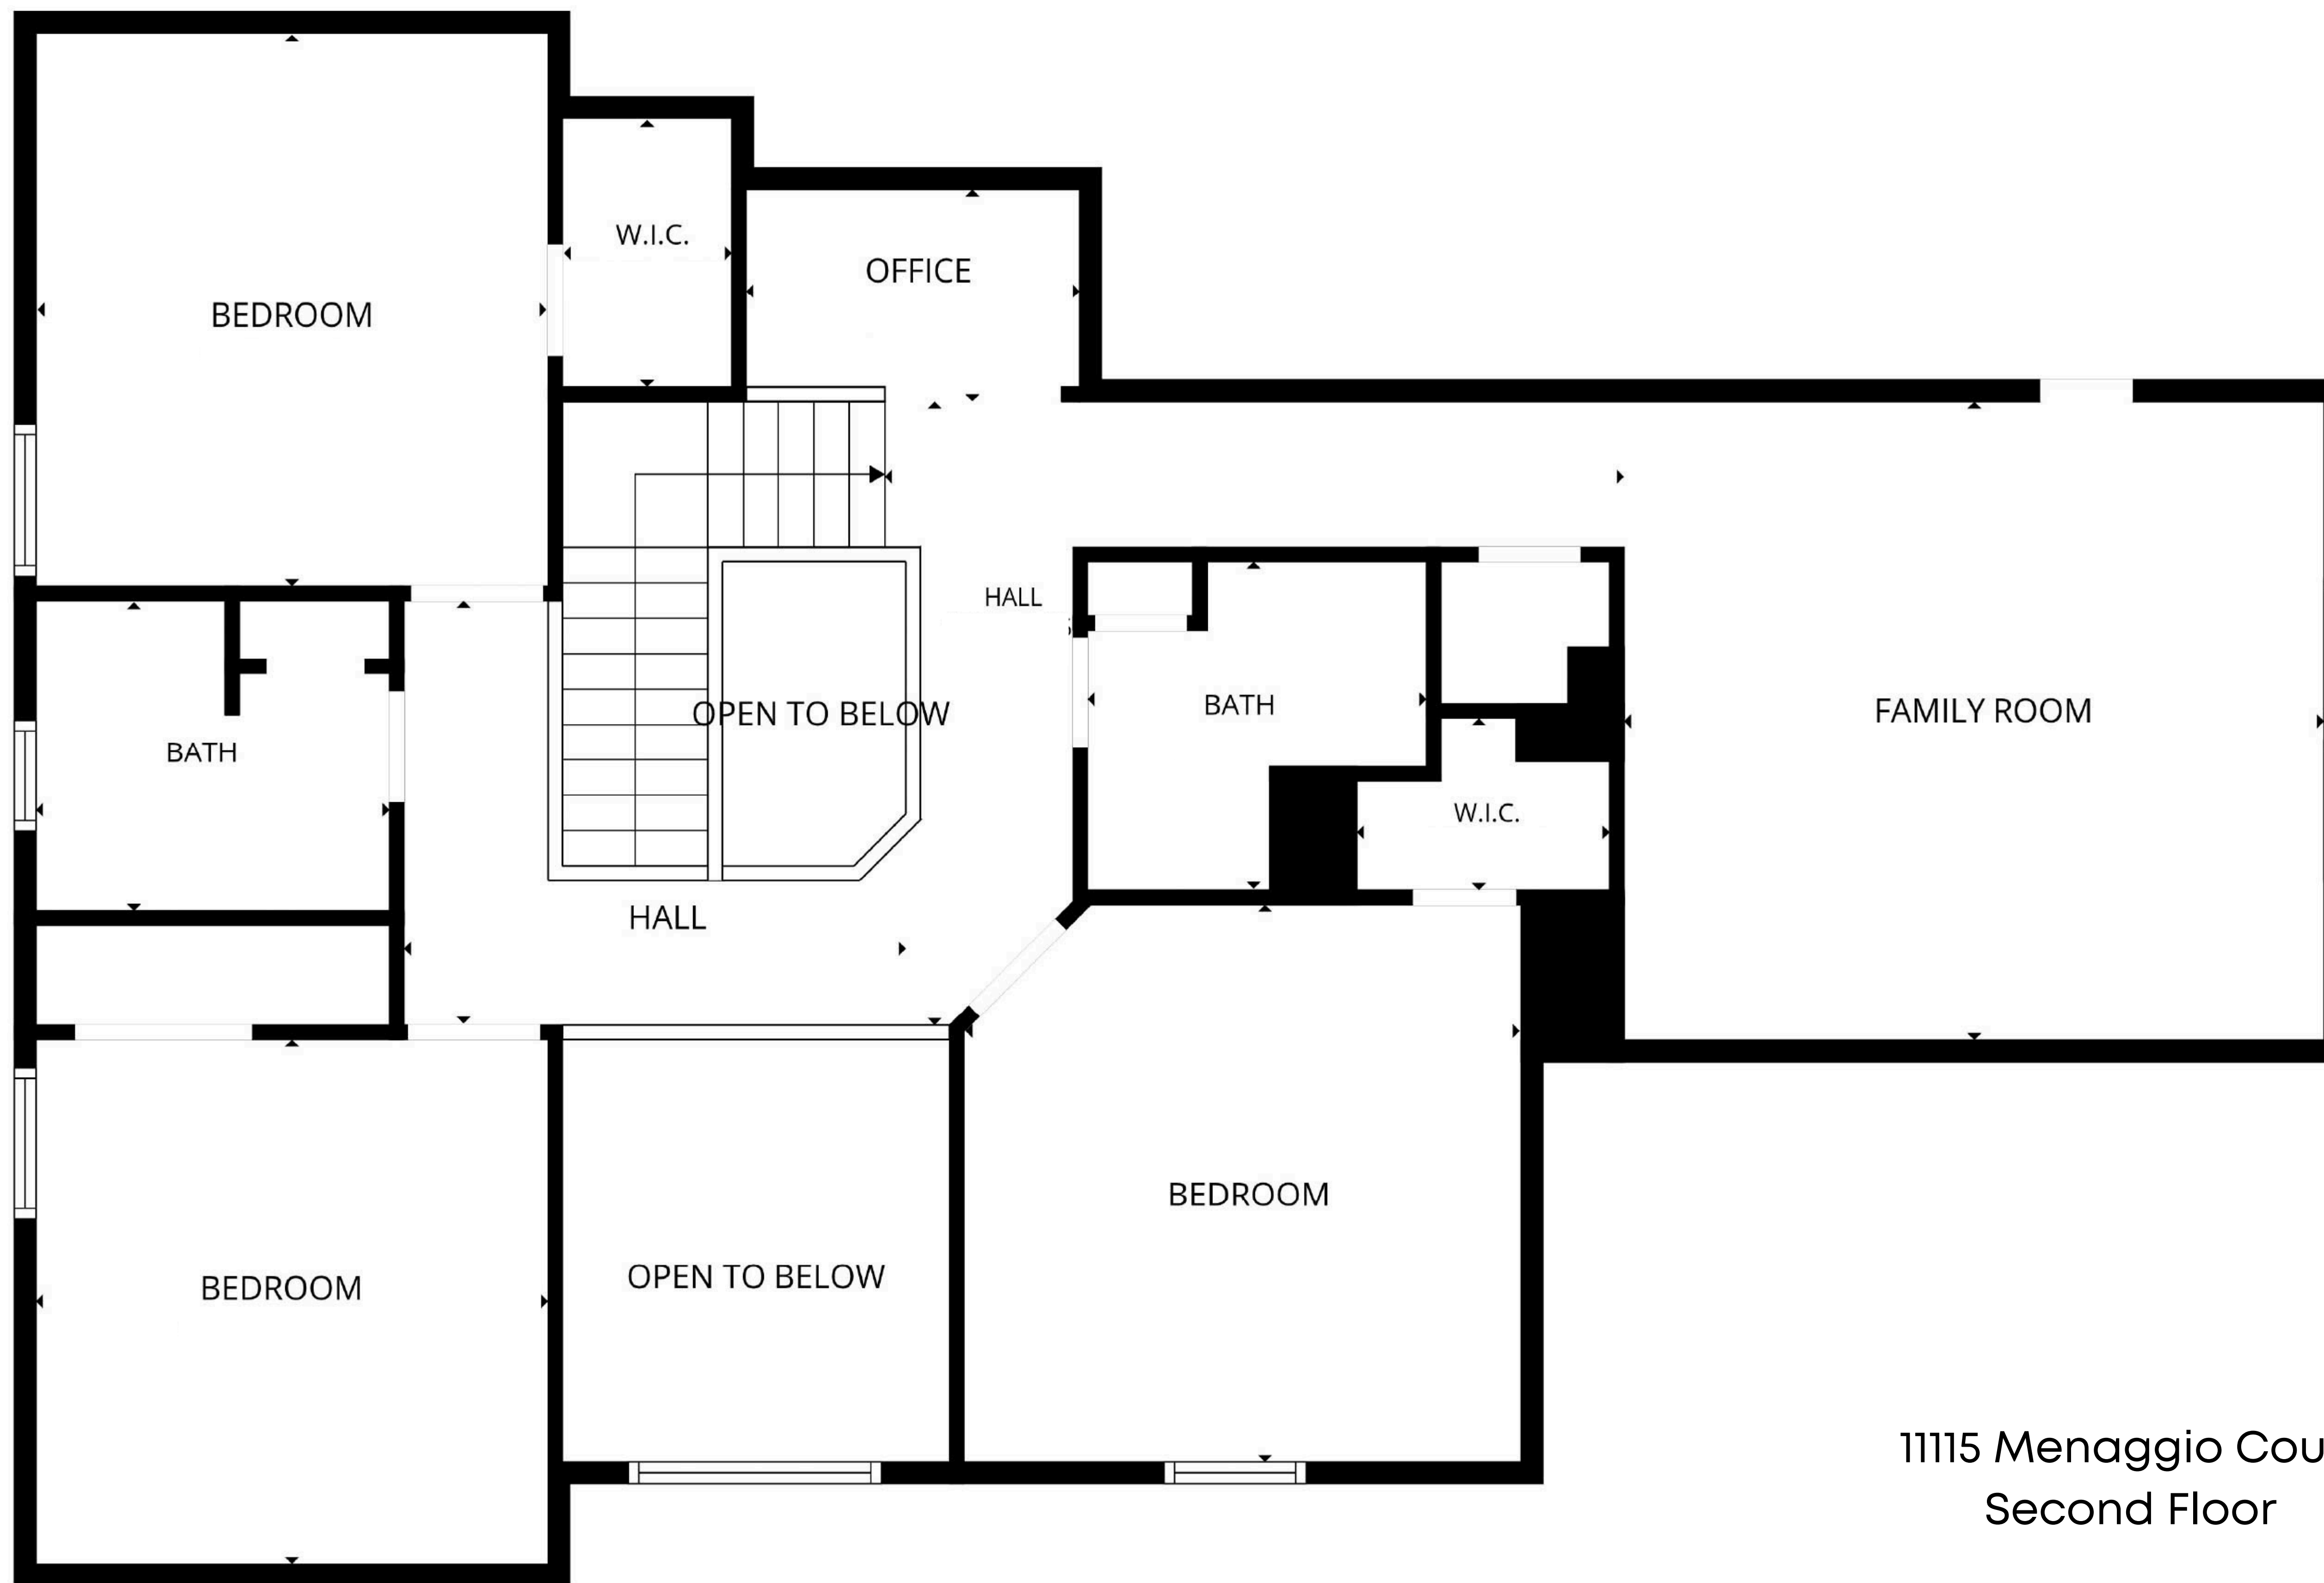 W.I.C.
OFFICE
BEDROOM
HALL
BATH
OPEN TO BELOW
FAMILY ROOM
BATH
W.I.C.
HALL
BEDROOM
OPEN TO BELOW
BEDROOM
11115 Menaggio Cou
Second Floor